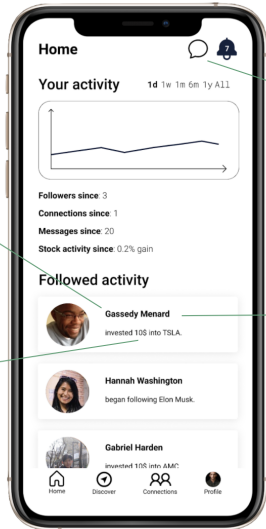 Home
7
Your activity
1d 1w 1m 6m 1y All
Followers since: 3
Connections since: 1
Messages since: 20
Stock activity since: 0.2% gain
Followed activity
Gassedy Menard
invested 10$ into TSLA.
Hannah Washington
began following Elon Musk.
Gabriel Harden
invested 10$ into AMC
Home Discover Connections Profile